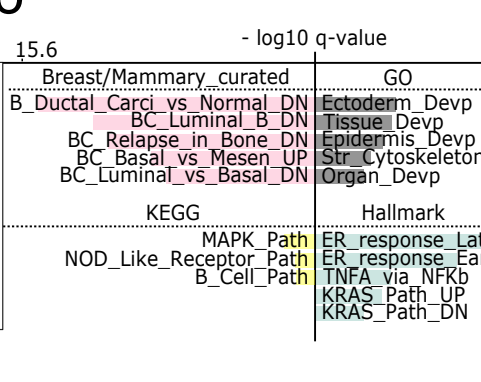 - log10 q-value
15.6
Breast/Mammary_curated GO
B_Ductal_Carci_vs_Normal_DN Ectoderm_Devp
BC_Luminal_B_DN Tissue_Devp
BC_Relapse_in_Bone_DN Epidermis_Devp
BC_Basal_vs_Mesen_UP Str_Cytoskeleton
BC_Luminal_vs_Basal_DN Organ_Devp
KEGG Hallmark
MAPK_Path ER_response_Lat
NOD_Like_Receptor_Path ER_response_Ear
B_Cell_Path TNFA_via_NFKb
KRAS_Path_UP
KRAS_Path_DN